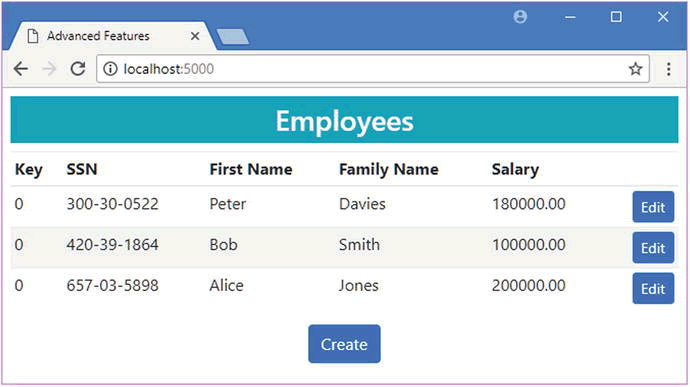 Advanced Features
localhost:5000
Employees
Key SSN First Name Family Name Salary
0 300-30-0522 Peter Davies 180000.00 Edit
0 420-39-1864 Bob Smith 100000.00 Edit
0 657-03-5898 Alice Jones 200000.00 Edit
Create